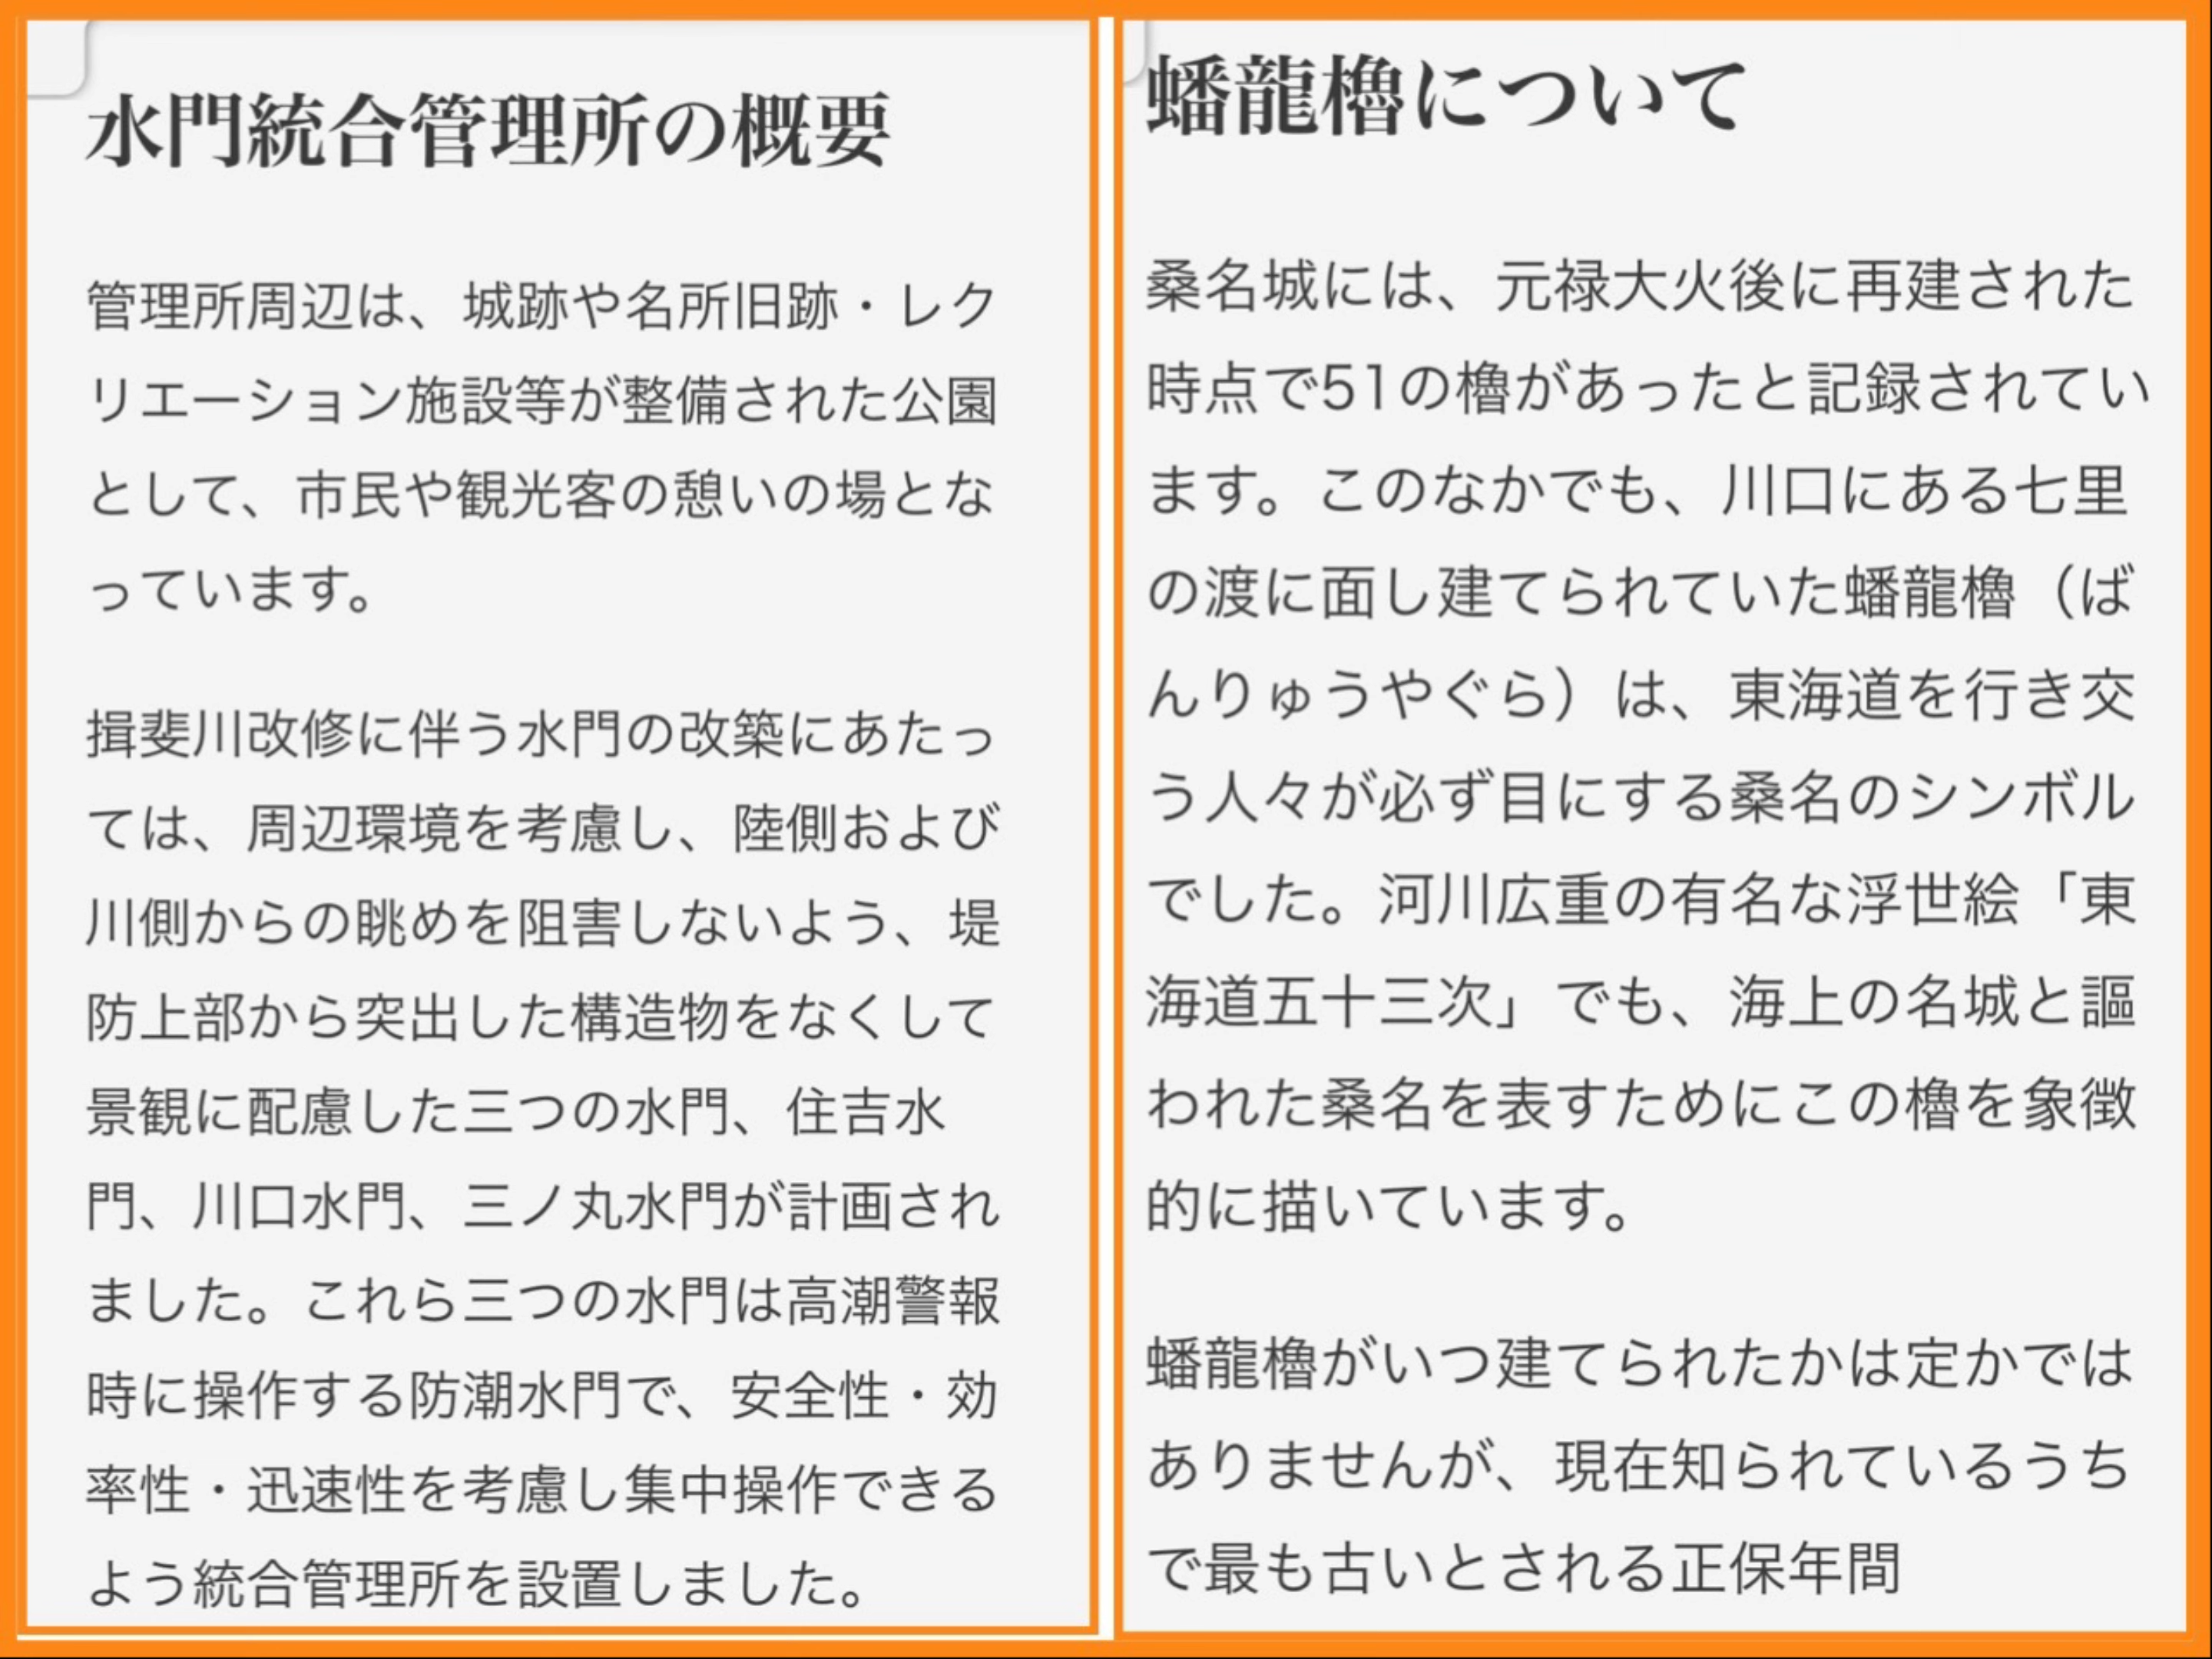 水門統合管理所の概要
管理所周辺は、城跡や名所旧跡・レク
リエーション施設等が整備された公園
として、市民や観光客の憩いの場とな
っています。
揖斐川改修に伴う水門の改築にあたっ
ては、周辺環境を考慮し、陸側および
川側からの眺めを阻害しないよう、堤
防上部から突出した構造物をなくして
景観に配慮した三つの水門、住吉水
門、川口水門、三ノ丸水門が計画され
ました。これら三つの水門は高潮警報
時に操作する防潮水門で、安全性・効
率性・迅速性を考慮し集中操作できる
よう統合管理所を設置しました。
蟠龍櫓について
桑名城には、元禄大火後に再建された
時点で51の櫓があったと記録されてい
ます。このなかでも、川口にある七里
の渡に面し建てられていた蟠龍櫓（ば
んりゅうやぐら）は、東海道を行き交
う人々が必ず目にする桑名のシンボル
でした。河川広重の有名な浮世絵「東
海道五十三次」でも、海上の名城と謳
われた桑名を表すためにこの櫓を象徴
的に描いています。
蟠龍櫓がいつ建てられたかは定かでは
ありませんが、現在知られているうち
で最も古いとされる正保年間